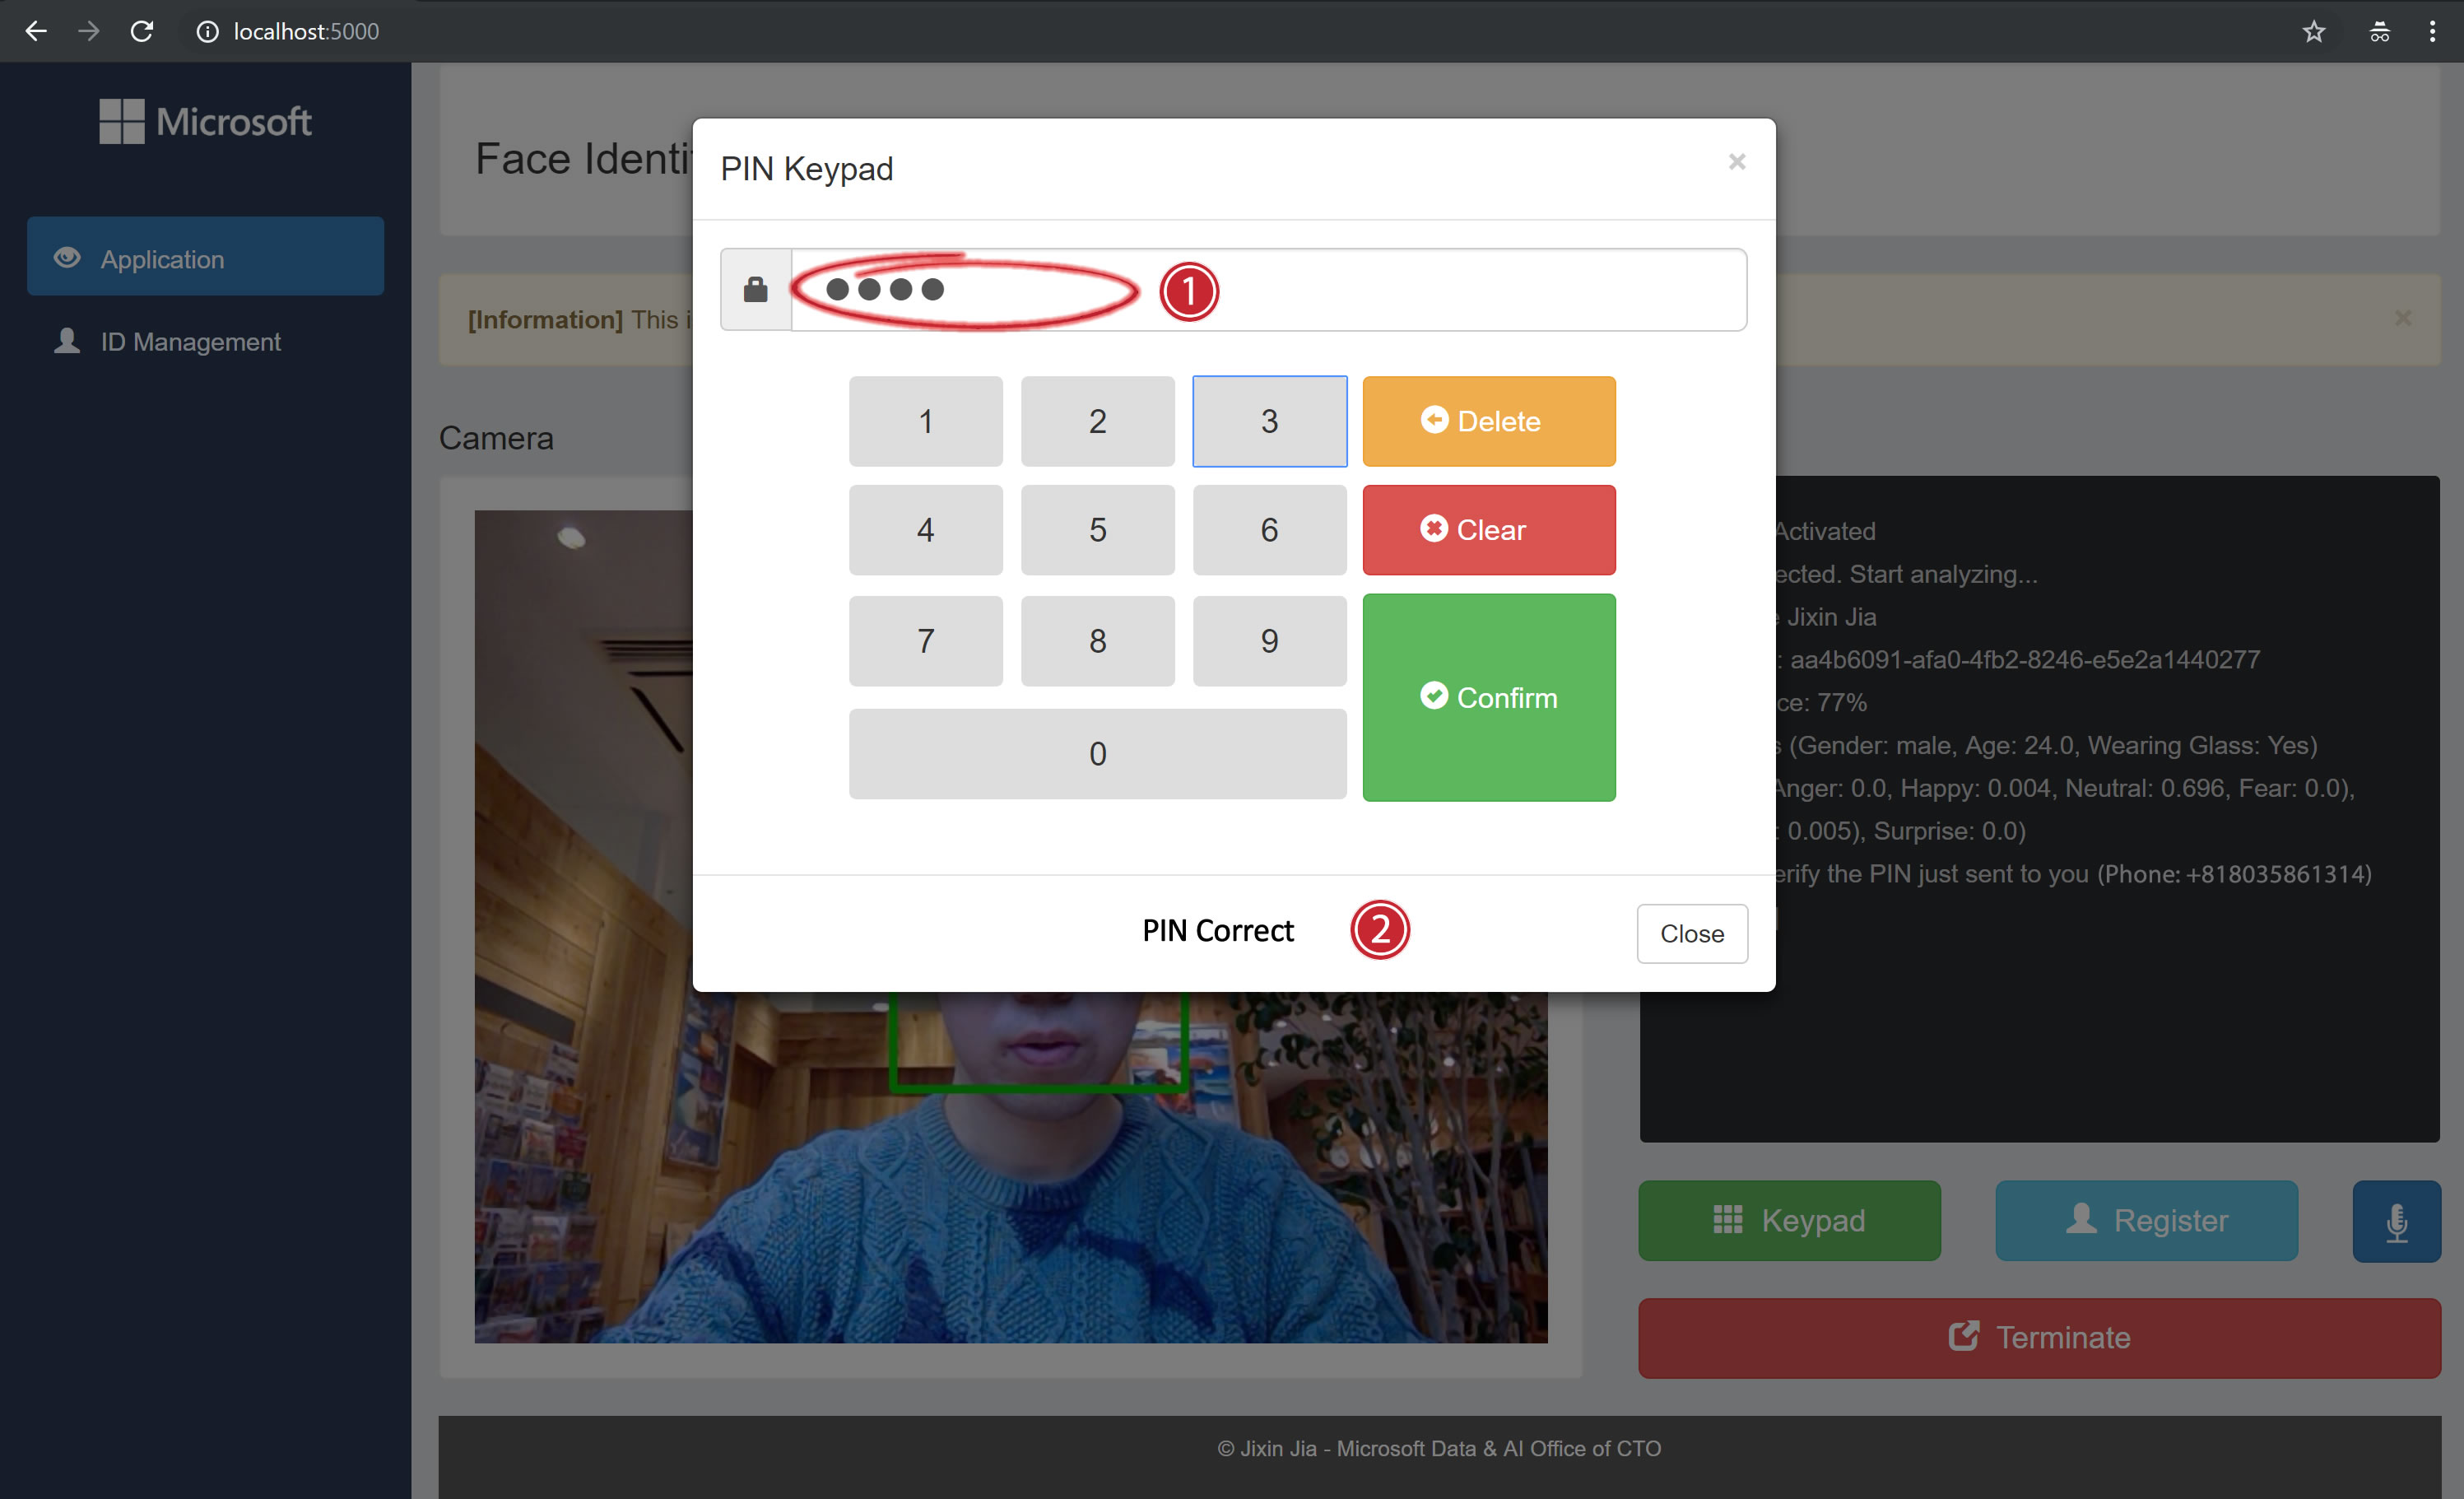 localhost:5000
Microsoft
Application
ID Management
Face Identi
[Information] This i
Camera
PIN Keypad
1
1 2 3 Delete
4 5 6 Clear
7 8 9
Confirm
0
PIN Correct 2 Close
Activated
ected. Start analyzing...
Jixin Jia
: aa4b6091-afa0-4fb2-8246-e5e2a1440277
ce: 77%
s (Gender: male, Age: 24.0, Wearing Glass: Yes)
Anger: 0.0, Happy: 0.004, Neutral: 0.696, Fear: 0.0),
: 0.005), Surprise: 0.0)
erify the PIN just sent to you (Phone: +818035861314)
Keypad
Register
Terminate
© Jixin Jia - Microsoft Data & AI Office of CTO